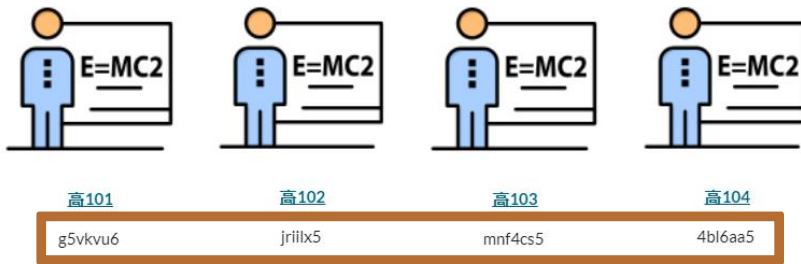 E=MC2 E=MC2 E=MC2 E=MC2
高101 高102 高103 高104
g5vkvu6 jriilx5 mnf4cs5 4bl6aa5